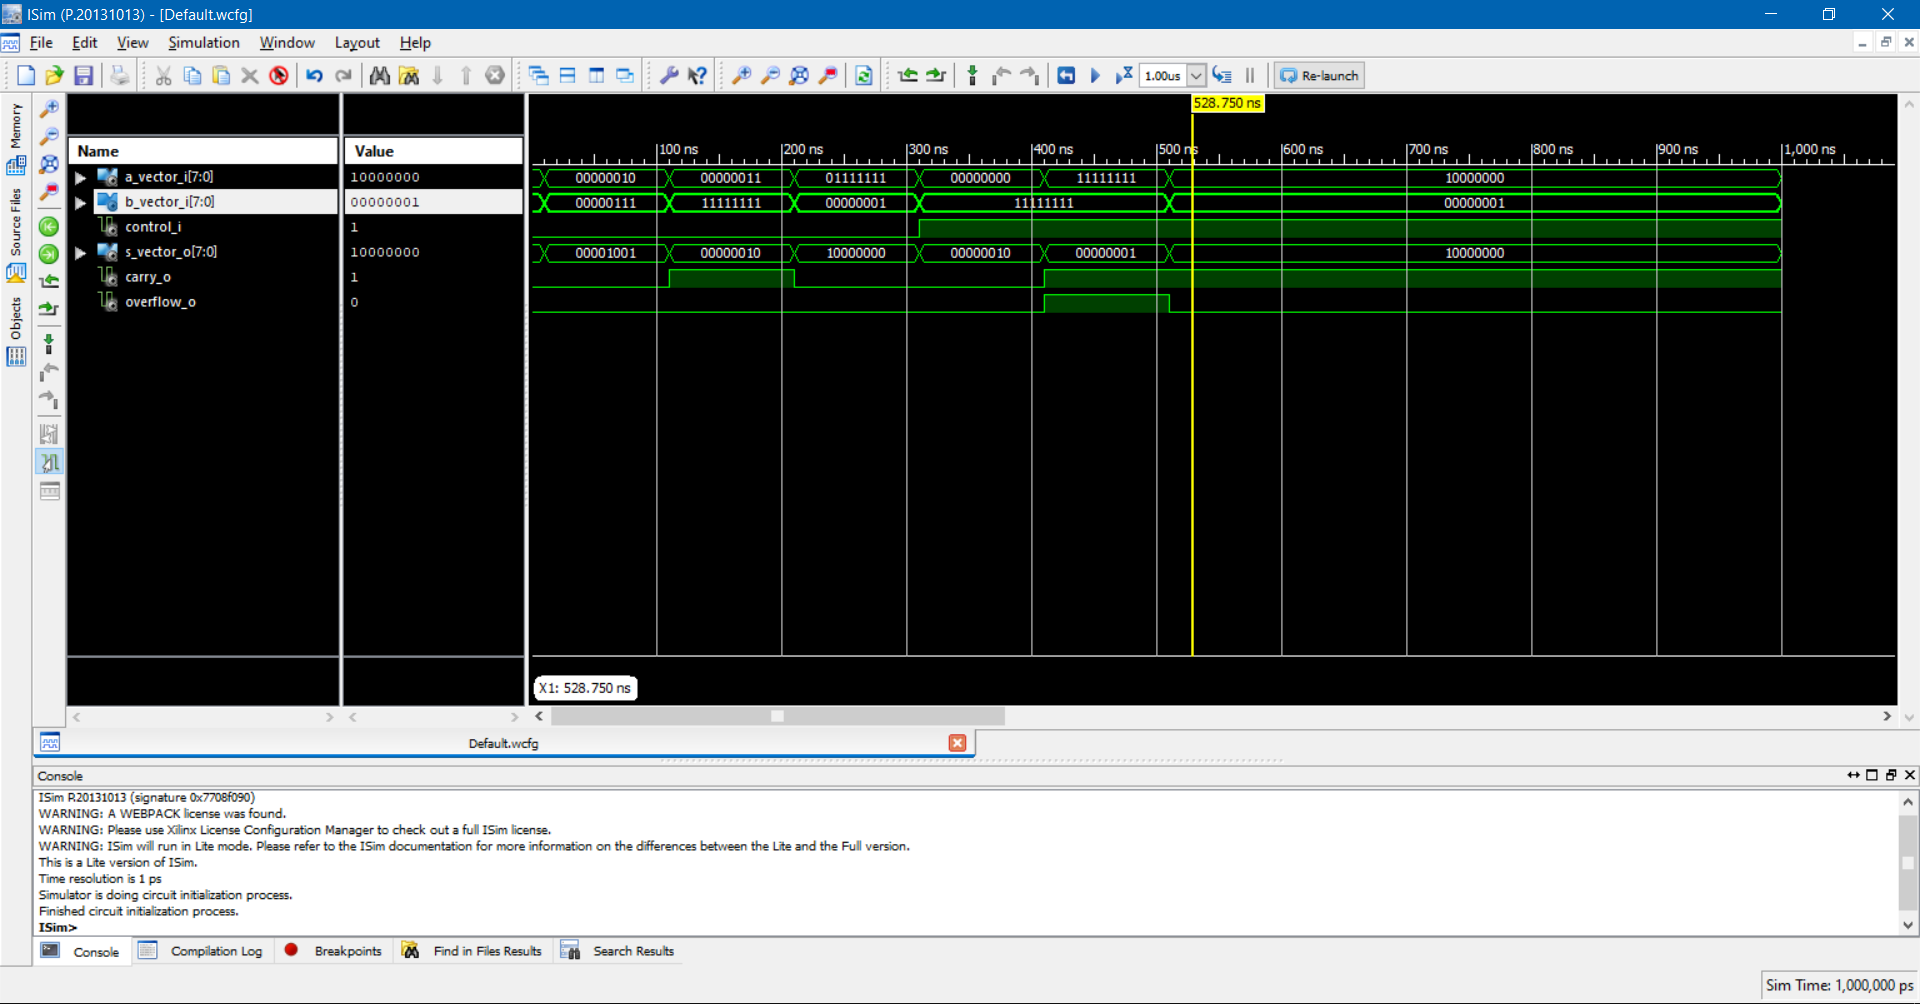 ISim (P.20131013) - [Default.wcfg]
File Edit View Simulation Window Layout Help
1.00us Re-launch
Memory
Source Files
Objects
528.750 ns
Name Value
100 ns 200 ns 300 ns 400 ns 500 ns 600 ns 700 ns 800 ns 900 ns 1,000 ns
a_vector_i[7:0] 10000000 00000010 00000011 01111111 00000000 11111111 10000000
b_vector_i[7:0] 00000001 00000111 11111111 00000001 11111111 00000001
control_i 1
s_vector_o[7:0] 10000000 00001001 00000010 10000000 00000010 00000001 10000000
carry_o 1
overflow_o 0
X1: 528.750 ns
Default.wcfg
Console
ISim P.20131013 (signature 0x7708f090)
WARNING: A WEBPACK license was found.
WARNING: Please use Xilinx License Configuration Manager to check out a full ISim license.
WARNING: ISim will run in Lite mode. Please refer to the ISim documentation for more information on the differences between the Lite and the Full version.
This is a Lite version of ISim.
Time resolution is 1 ps
Simulator is doing circuit initialization process.
Finished circuit initialization process.
ISim>
Console Compilation Log Breakpoints Find in Files Results Search Results
Sim Time: 1,000,000 ps